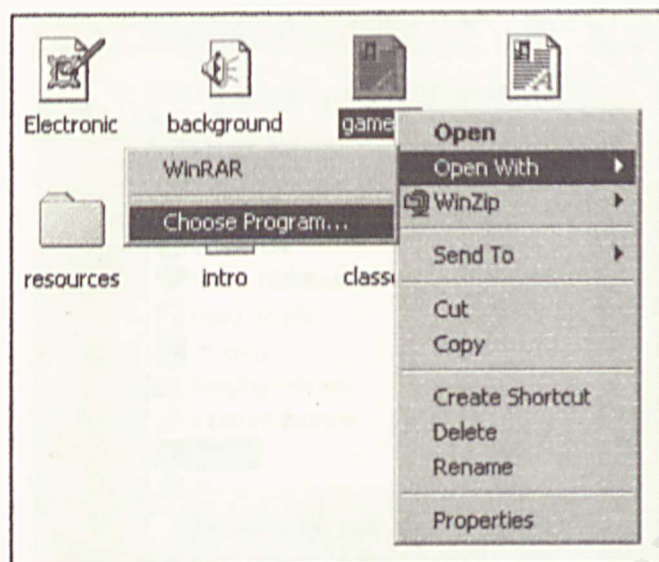 Electronic
background
game
Open
Open With
WinRAR
WinZip
Choose Program...
Send To
resources
intro
class
Cut
Copy
Create Shortcut
Delete
Rename
Properties